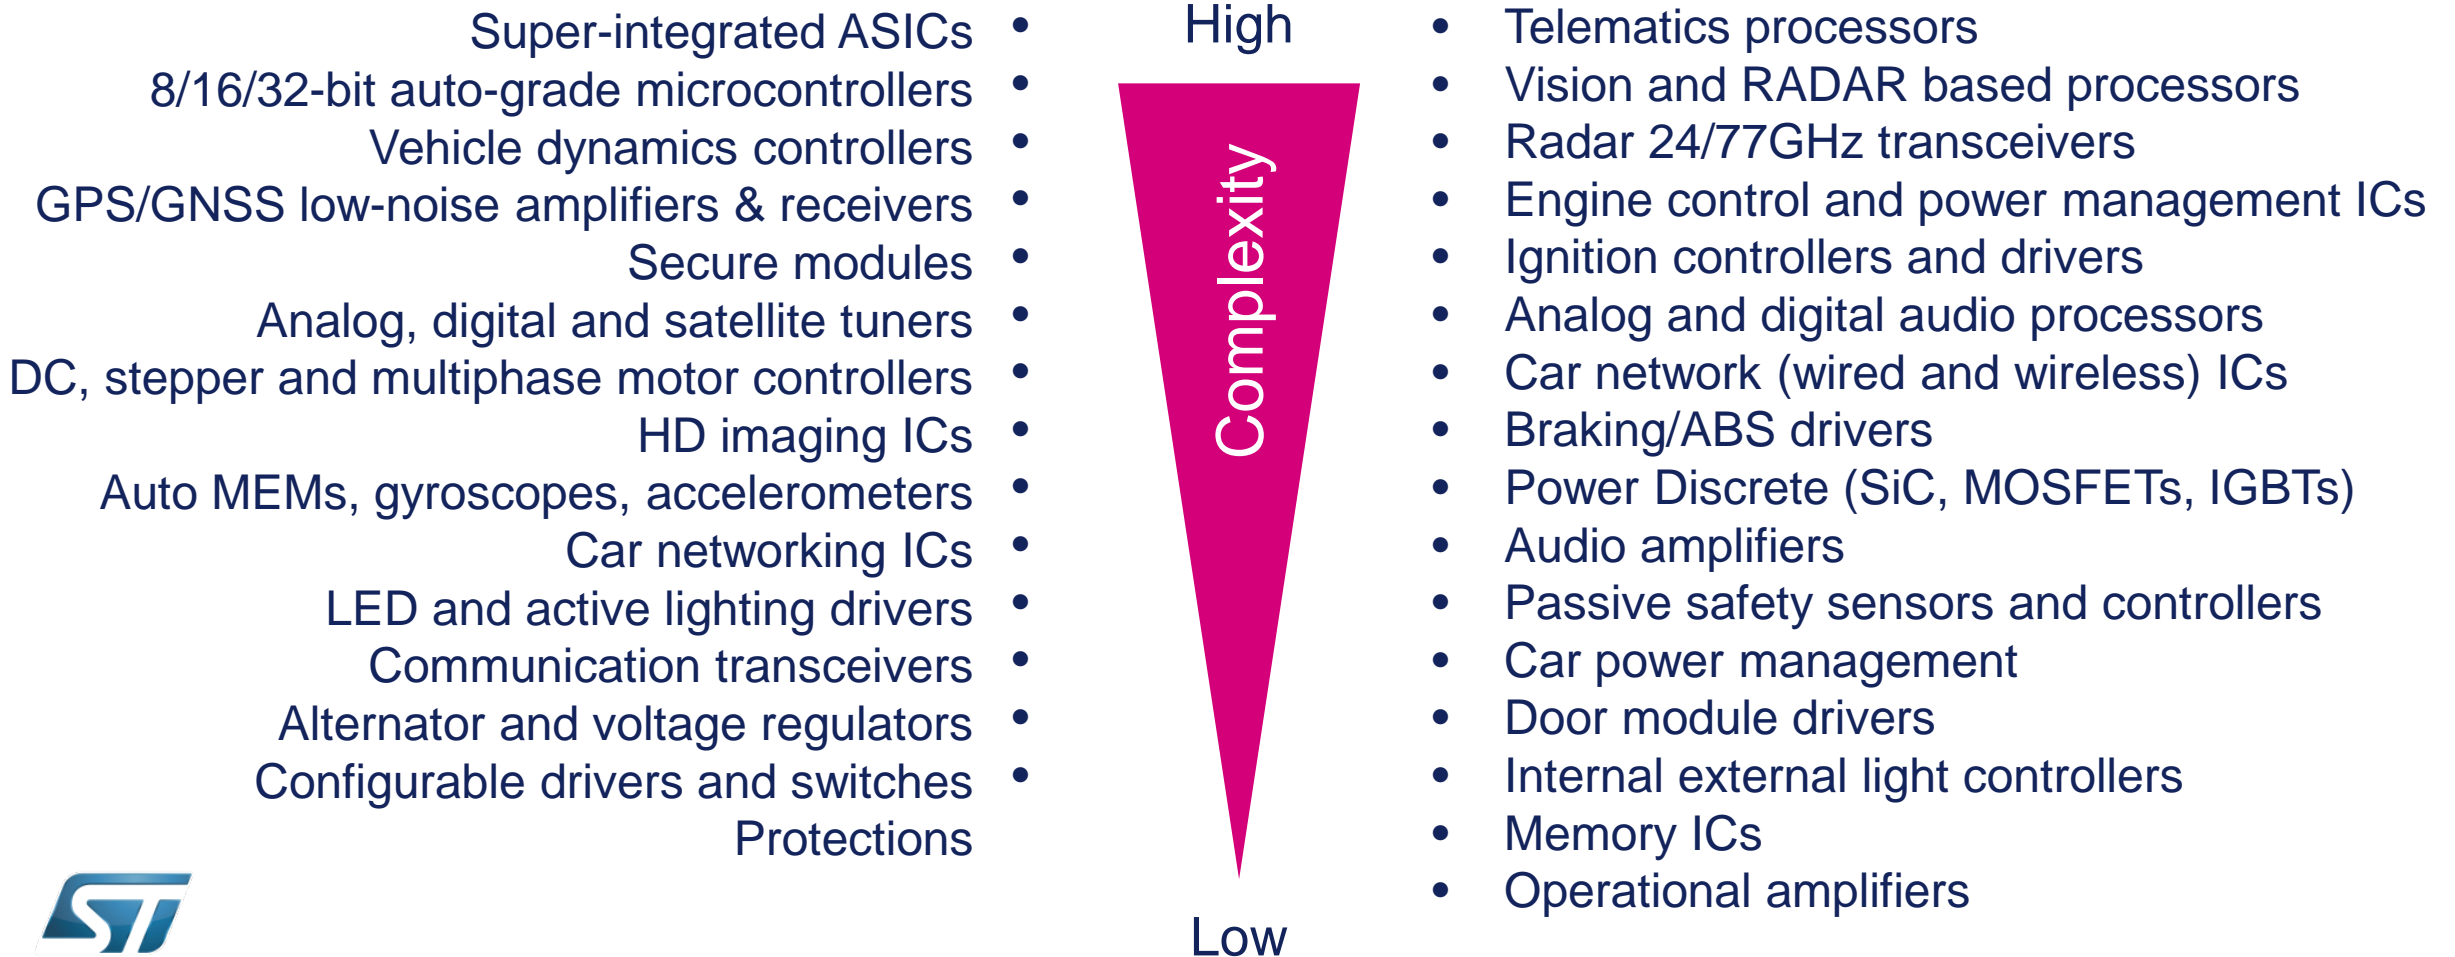 Super-integrated ASICs •
8/16/32-bit auto-grade microcontrollers •
Vehicle dynamics controllers •
GPS/GNSS low-noise amplifiers & receivers •
Secure modules •
Analog, digital and satellite tuners •
DC, stepper and multiphase motor controllers •
HD imaging ICs •
Auto MEMs, gyroscopes, accelerometers •
Car networking ICs •
LED and active lighting drivers •
Communication transceivers •
Alternator and voltage regulators •
Configurable drivers and switches •
Protections
High
Complexity
Low
• Telematics processors
• Vision and RADAR based processors
• Radar 24/77GHz transceivers
• Engine control and power management ICs
• Ignition controllers and drivers
• Analog and digital audio processors
• Car network (wired and wireless) ICs
• Braking/ABS drivers
• Power Discrete (SiC, MOSFETs, IGBTs)
• Audio amplifiers
• Passive safety sensors and controllers
• Car power management
• Door module drivers
• Internal external light controllers
• Memory ICs
• Operational amplifiers
ST